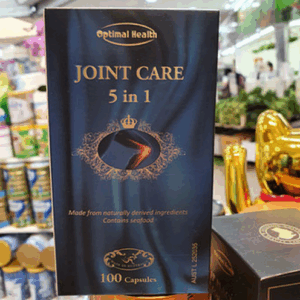 Optimal Health
JOINT CARE
5 in 1
Made from naturally derived ingredients
Contains seafood
100 Capsules